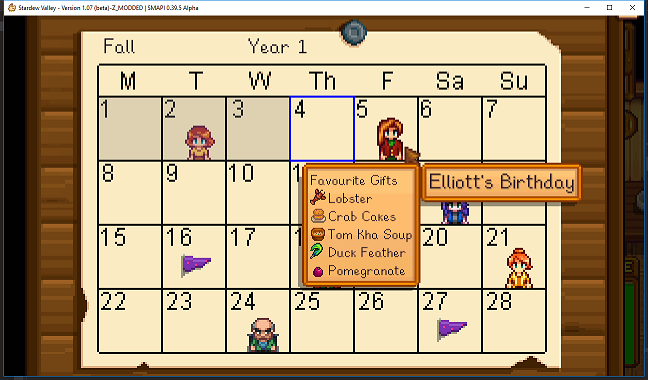 Stardew Valley - Version 1.07 (beta)-Z_MODDED | SMAPI 0.39.5 Alpha
Fall Year 1
M T W Th F Sa Su
1 2 3 4 5 6 7
8 9 10
Elliott's Birthday
Favourite Gifts
Lobster
Crab Cakes
Tom Kha Soup
Duck Feather
Pomegranate
15 16 17 20 21
22 23 24 25 26 27 28